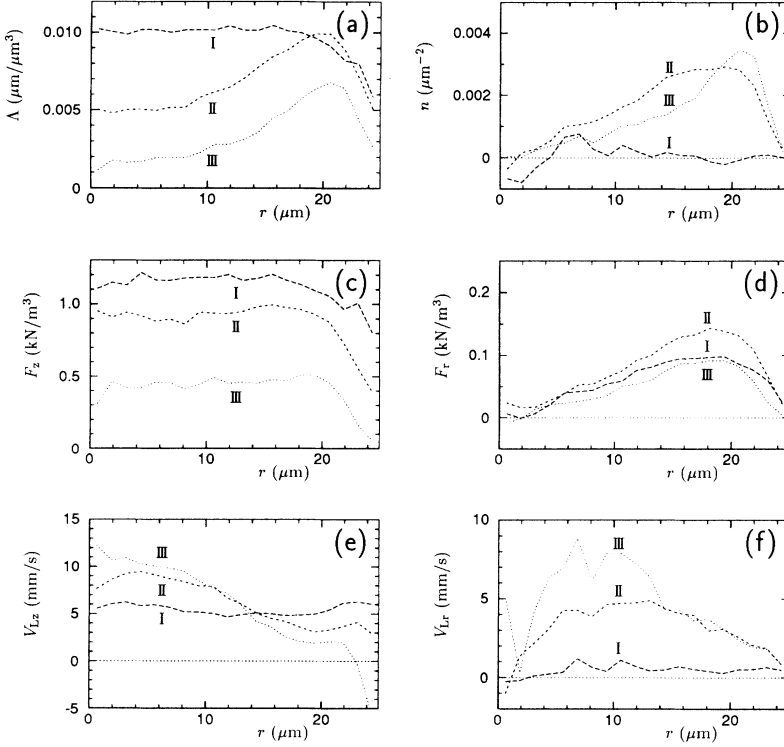 (a)
Λ (μm/μm³)
0.010
0.005
0
I
II
III
0 10 20
r (μm)
(b)
n (μm⁻²)
0.004
0.002
0
II
III
I
0 10 20
r (μm)
(c)
F_z (kN/m³)
1.0
0.5
0
I
II
III
0 10 20
r (μm)
(d)
F_r (kN/m³)
0.2
0.1
0
II
I
III
0 10 20
r (μm)
(e)
V_Lz (mm/s)
15
10
5
0
-5
III
II
I
0 10 20
r (μm)
(f)
V_Lr (mm/s)
10
5
0
III
II
I
0 10 20
r (μm)